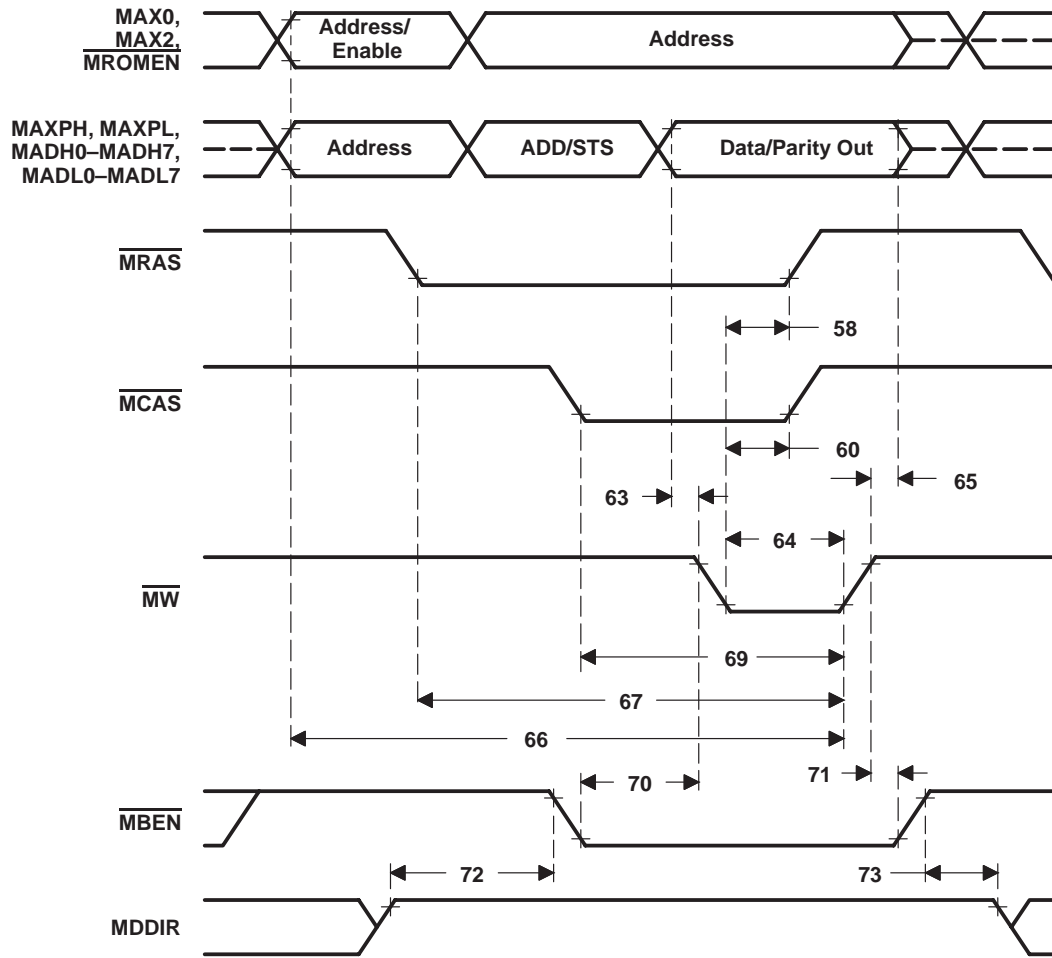 MAX0,
MAX2,
MROMEN
Address/
Enable
Address
MAXPH, MAXPL,
MADH0–MADH7,
MADL0–MADL7
Address
ADD/STS
Data/Parity Out
MRAS
58
MCAS
60
65
63
64
MW
69
67
66
70
71
MBEN
72
73
MDDIR